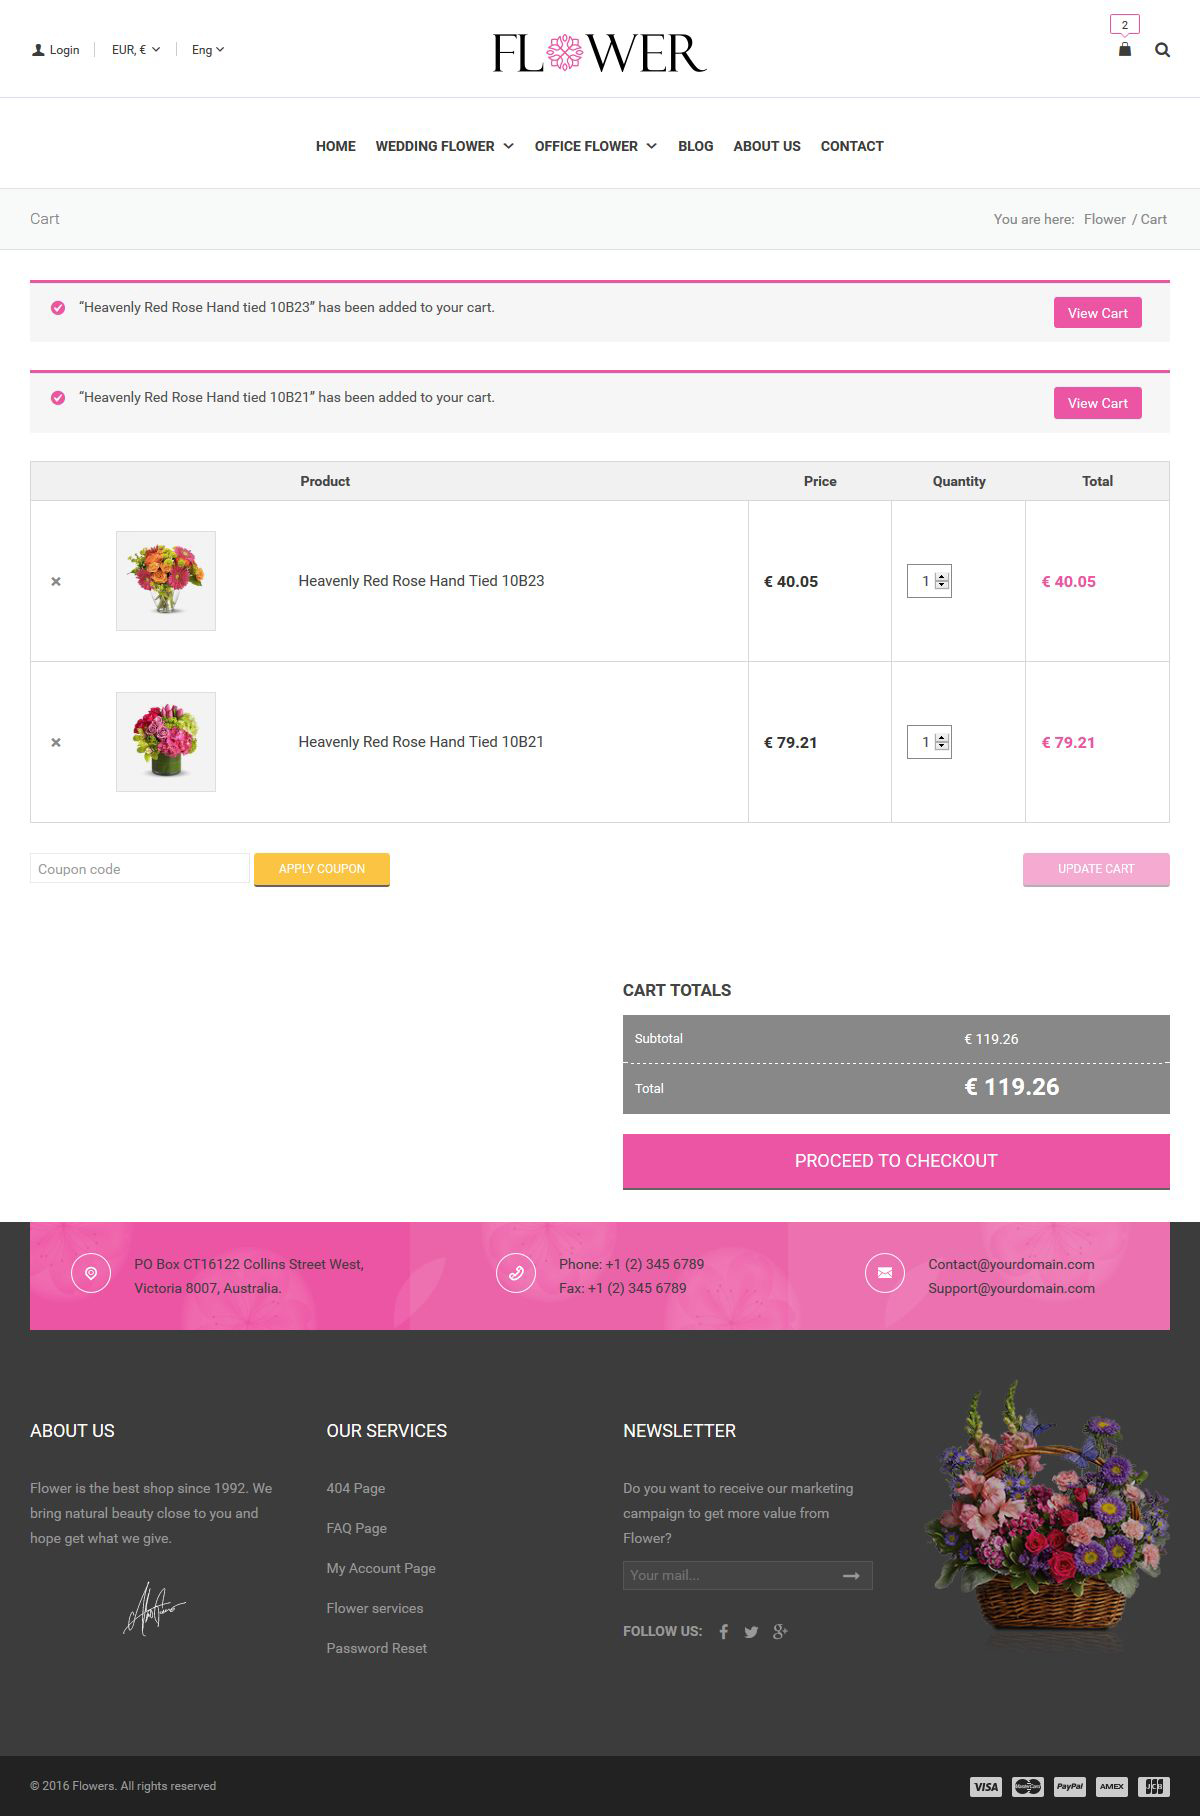 Login
EUR, €
Eng
FLOWER
2
HOME
WEDDING FLOWER
OFFICE FLOWER
BLOG
ABOUT US
CONTACT
Cart
You are here: Flower / Cart
“Heavenly Red Rose Hand tied 10B23” has been added to your cart.
View Cart
“Heavenly Red Rose Hand tied 10B21” has been added to your cart.
View Cart
Product
Price
Quantity
Total
Heavenly Red Rose Hand Tied 10B23
€ 40.05
1
€ 40.05
Heavenly Red Rose Hand Tied 10B21
€ 79.21
1
€ 79.21
Coupon code
APPLY COUPON
UPDATE CART
CART TOTALS
Subtotal
€ 119.26
Total
€ 119.26
PROCEED TO CHECKOUT
PO Box CT16122 Collins Street West,
Victoria 8007, Australia.
Phone: +1 (2) 345 6789
Fax: +1 (2) 345 6789
Contact@yourdomain.com
Support@yourdomain.com
ABOUT US
Flower is the best shop since 1992. We
bring natural beauty close to you and
hope get what we give.
OUR SERVICES
404 Page
FAQ Page
My Account Page
Flower services
Password Reset
NEWSLETTER
Do you want to receive our marketing
campaign to get more value from
Flower?
Your mail...
FOLLOW US:
© 2016 Flowers. All rights reserved
VISA
MasterCard
PayPal
AMEX
JCB